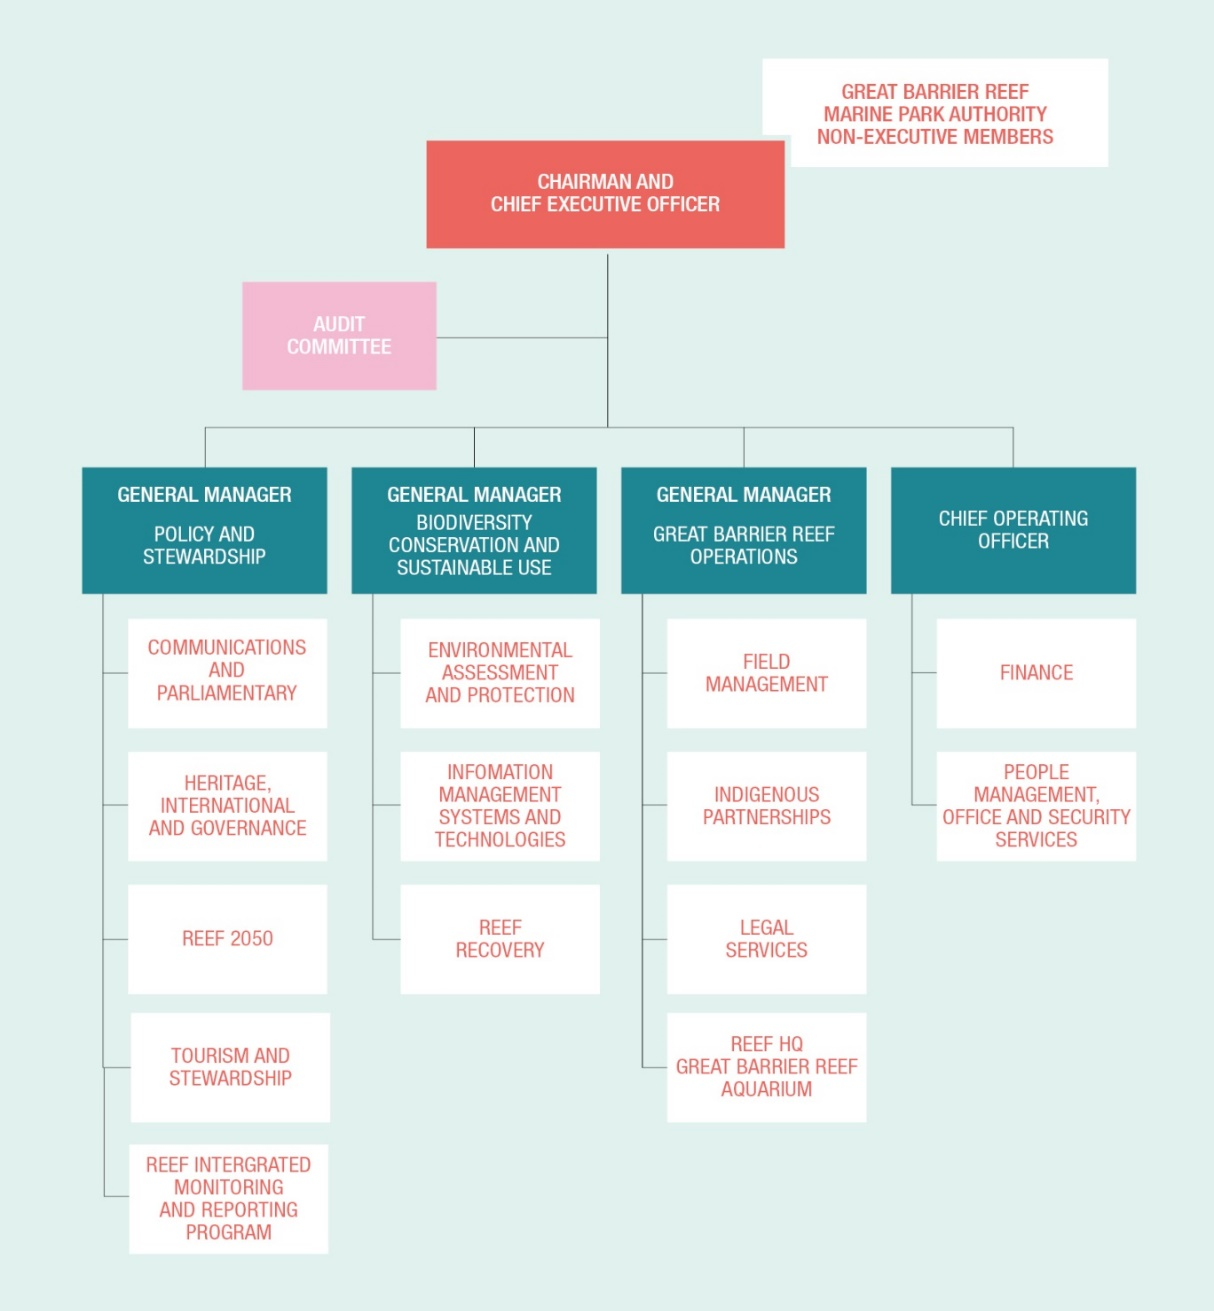 GREAT BARRIER REEF
MARINE PARK AUTHORITY
NON-EXECUTIVE MEMBERS
CHAIRMAN AND
CHIEF EXECUTIVE OFFICER
AUDIT
COMMITTEE
GENERAL MANAGER
POLICY AND
STEWARDSHIP
GENERAL MANAGER
BIODIVERSITY
CONSERVATION AND
SUSTAINABLE USE
GENERAL MANAGER
GREAT BARRIER REEF
OPERATIONS
CHIEF OPERATING
OFFICER
COMMUNICATIONS
AND
PARLIAMENTARY
HERITAGE,
INTERNATIONAL
AND GOVERNANCE
REEF 2050
TOURISM AND
STEWARDSHIP
REEF INTERGRATED
MONITORING
AND REPORTING
PROGRAM
ENVIRONMENTAL
ASSESSMENT
AND PROTECTION
INFOMATION
MANAGEMENT
SYSTEMS AND
TECHNOLOGIES
REEF
RECOVERY
FIELD
MANAGEMENT
INDIGENOUS
PARTNERSHIPS
LEGAL
SERVICES
REEF HQ
GREAT BARRIER REEF
AQUARIUM
FINANCE
PEOPLE
MANAGEMENT,
OFFICE AND SECURITY
SERVICES